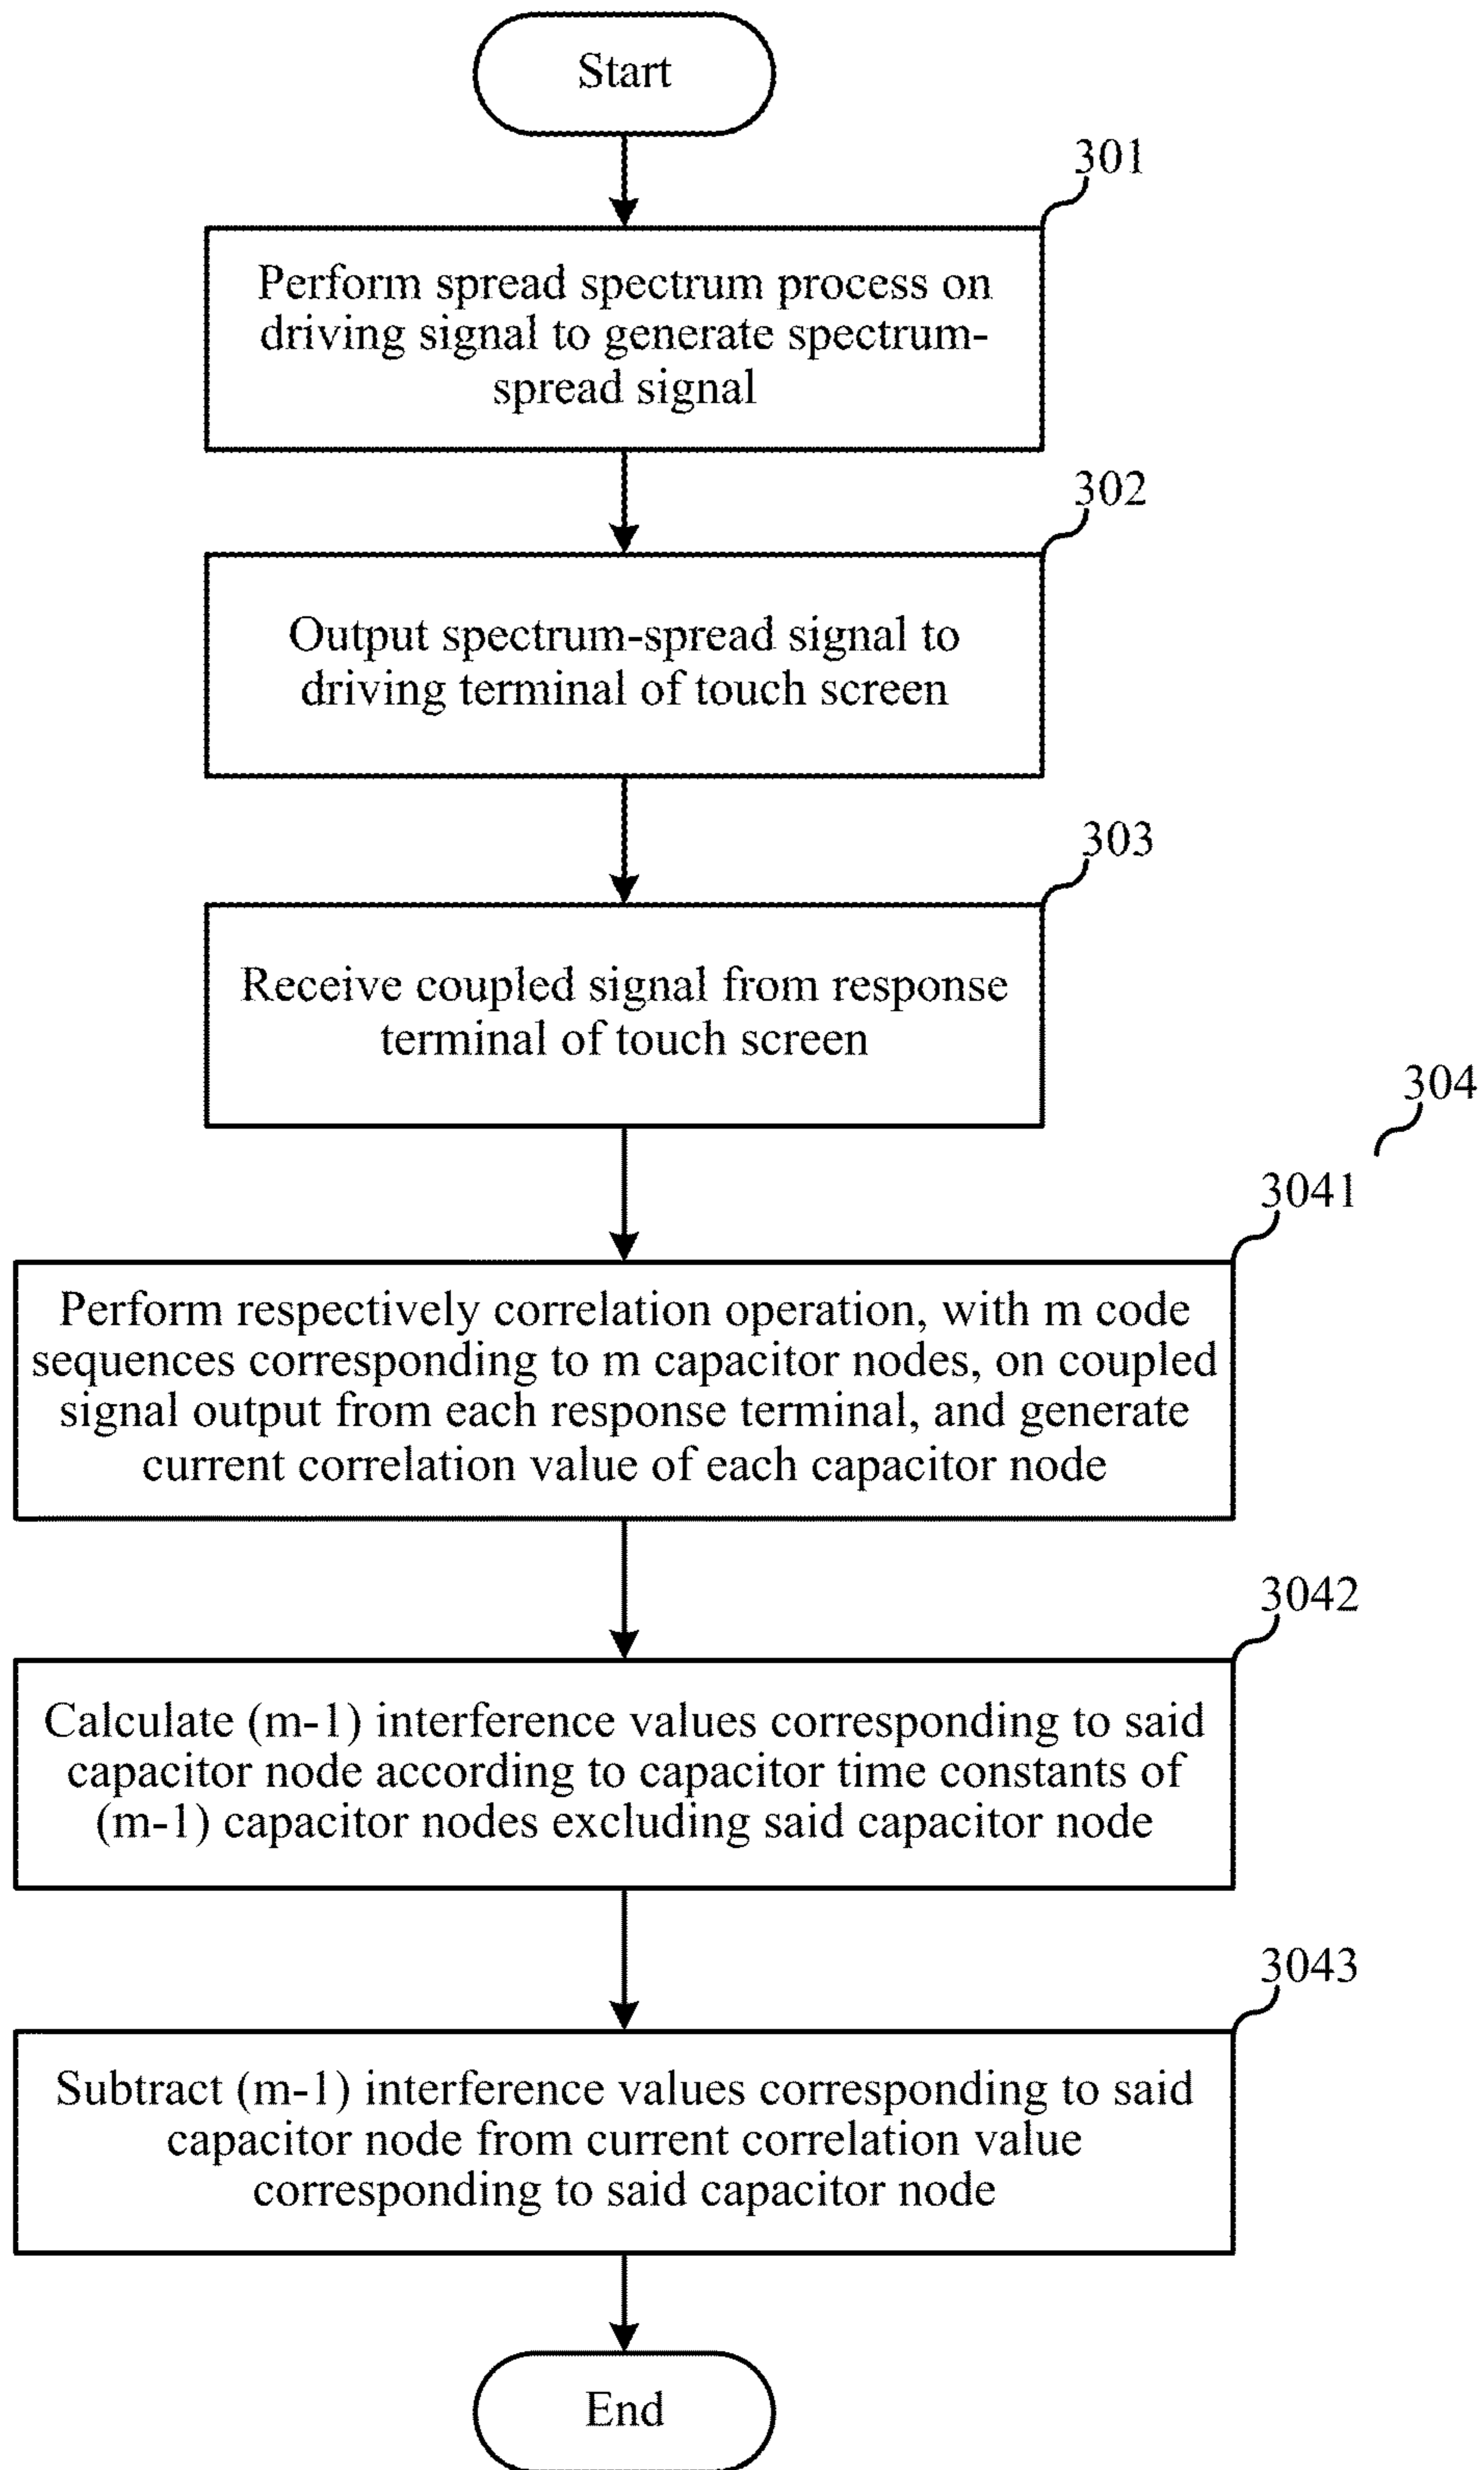 Start
301
Perform spread spectrum process on
driving signal to generate spectrum-
spread signal
302
Output spectrum-spread signal to
driving terminal of touch screen
303
Receive coupled signal from response
terminal of touch screen
304
3041
Perform respectively correlation operation, with m code
sequences corresponding to m capacitor nodes, on coupled
signal output from each response terminal, and generate
current correlation value of each capacitor node
3042
Calculate (m-1) interference values corresponding to said
capacitor node according to capacitor time constants of
(m-1) capacitor nodes excluding said capacitor node
3043
Subtract (m-1) interference values corresponding to said
capacitor node from current correlation value
corresponding to said capacitor node
End